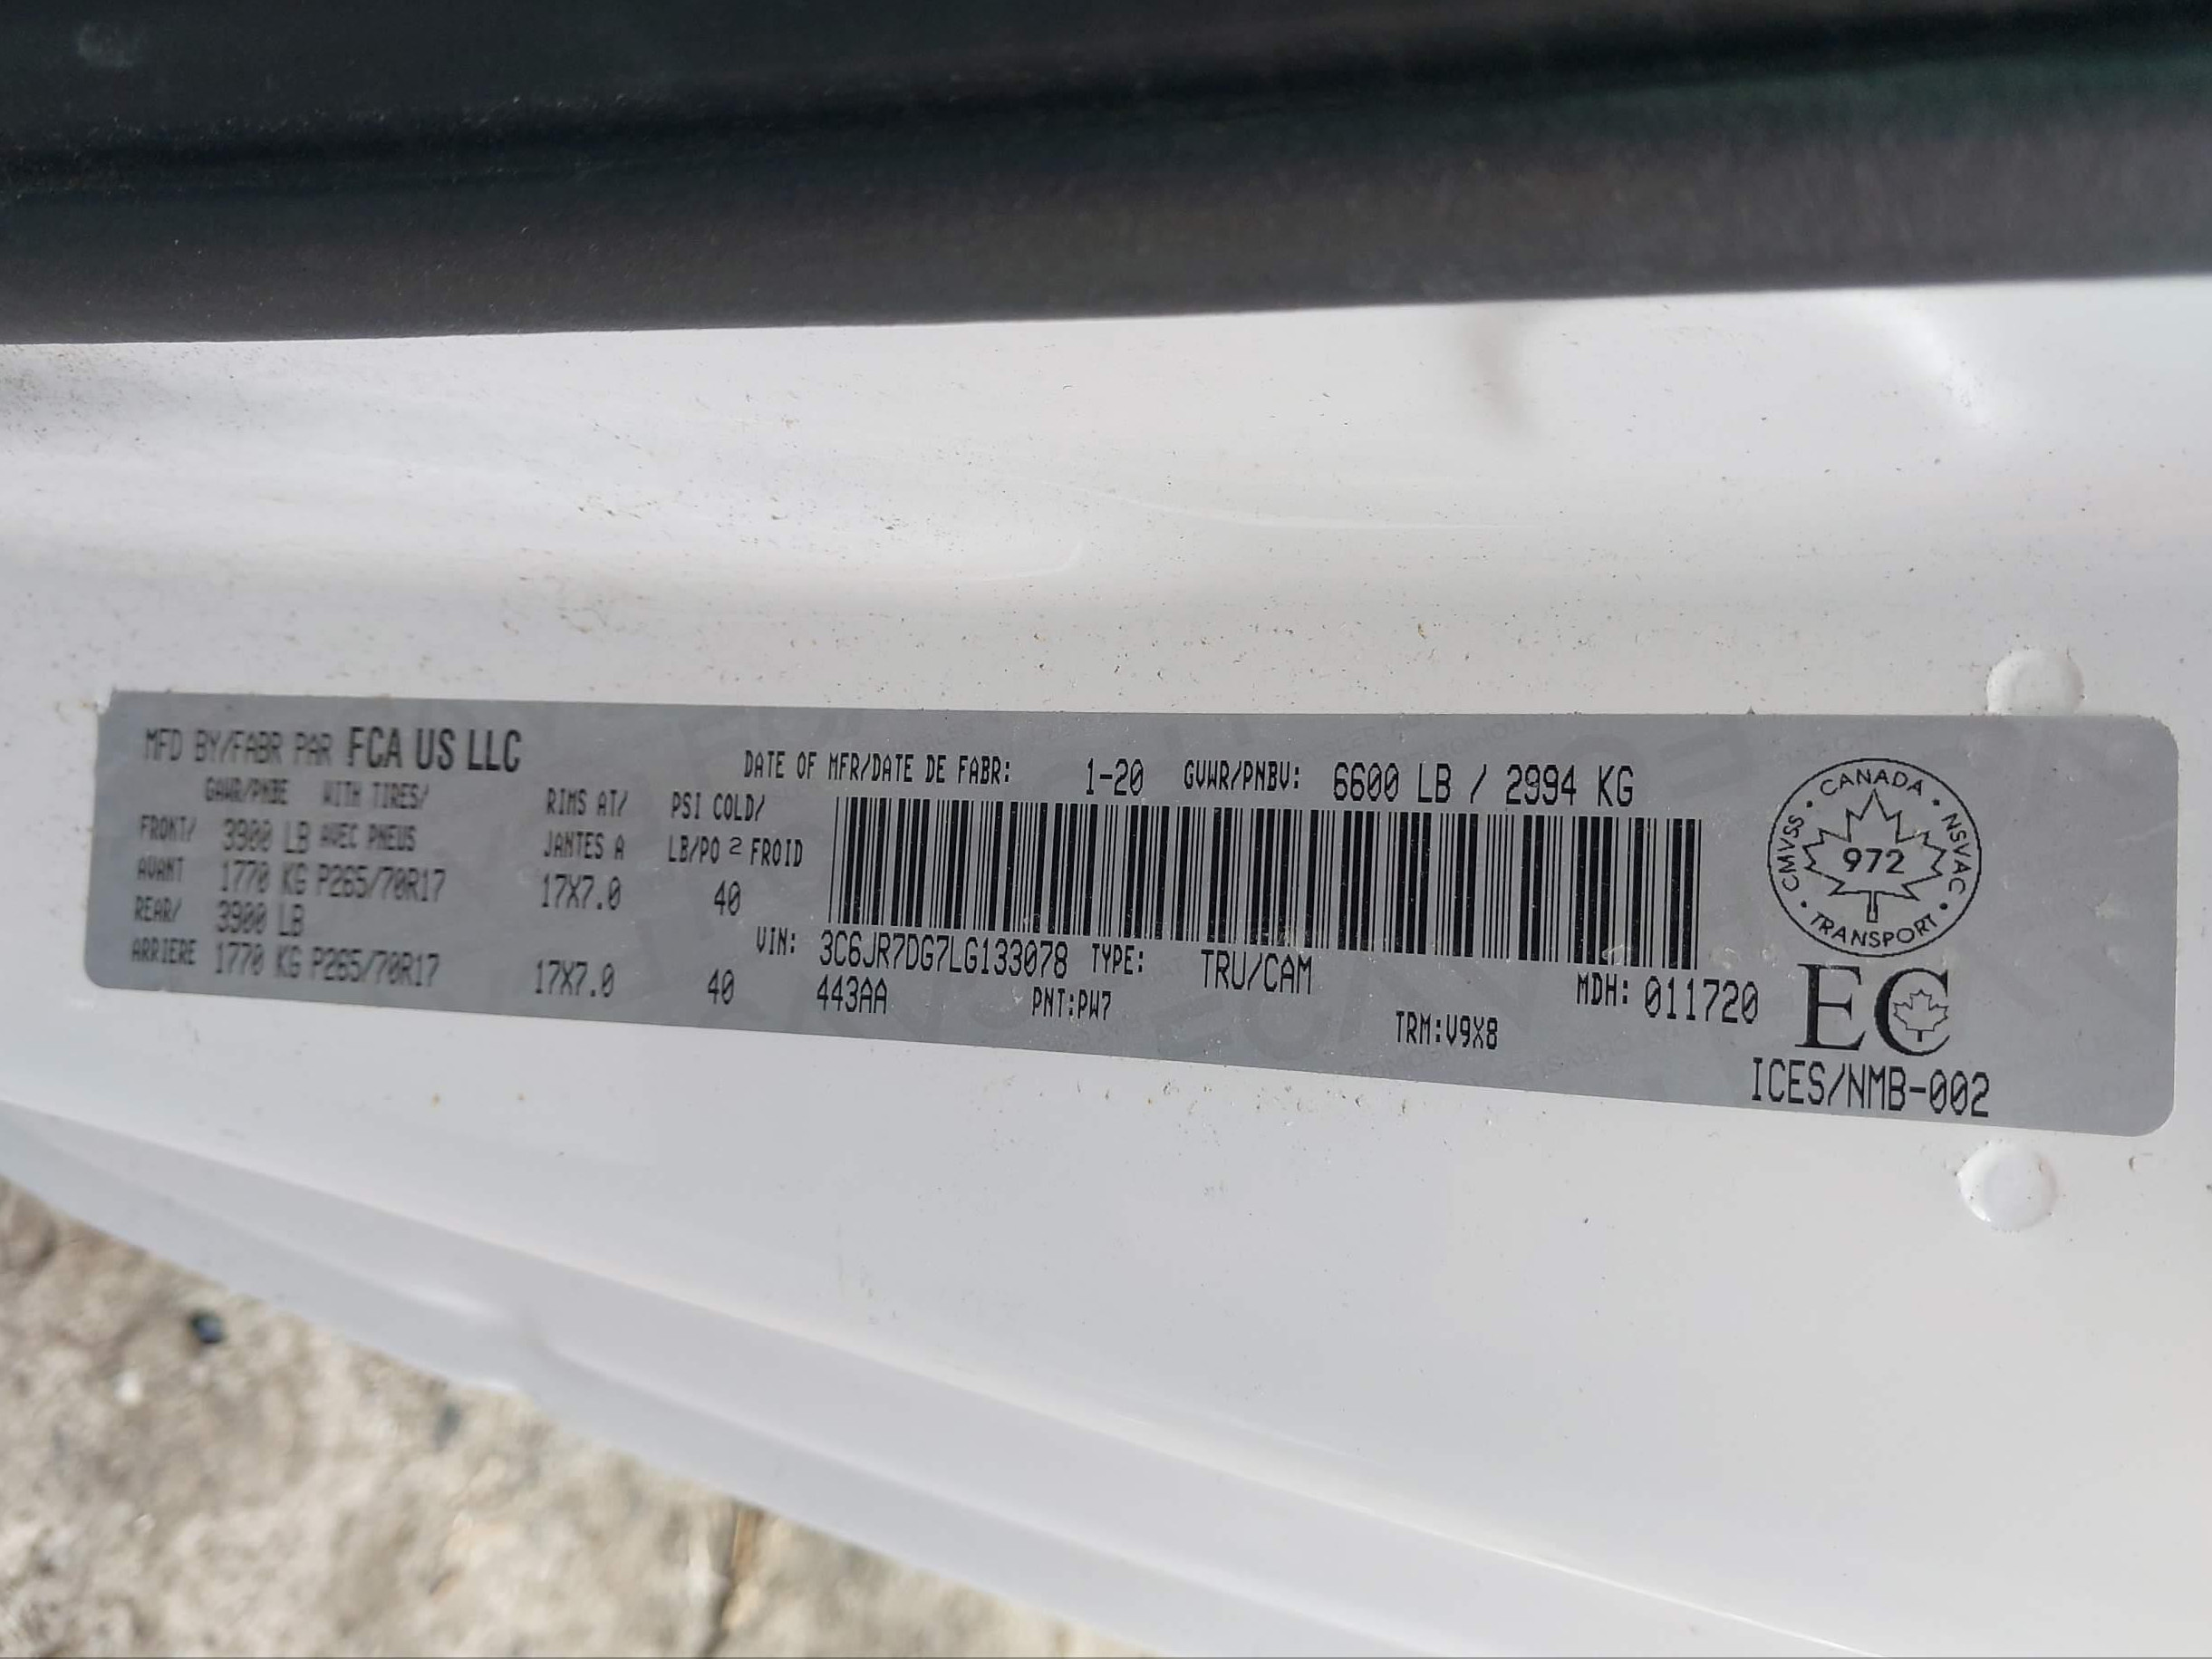 MFD BY/FABR PAR FCA US LLC
DATE OF MFR/DATE DE FABR: 1-20 GVWR/PNBV: 6600 LB / 2994 KG
GAWR/PNBE WITH TIRES/ RIMS AT/ PSI COLD/
FRONT/ 3900 LB AVEC PNEUS JANTES A LB/PO 2 FROID
AVANT 1770 KG P265/70R17 17X7.0 40
REAR/ 3900 LB
ARRIERE 1770 KG P265/70R17 17X7.0 40
VIN: 3C6JR7DG7LG133078 TYPE: TRU/CAM MDH: 011720
443AA PNT:PW7 TRM:V9X8
CANADA
CMVSS 972 NSVAC
TRANSPORT
EC
ICES/NMB-002